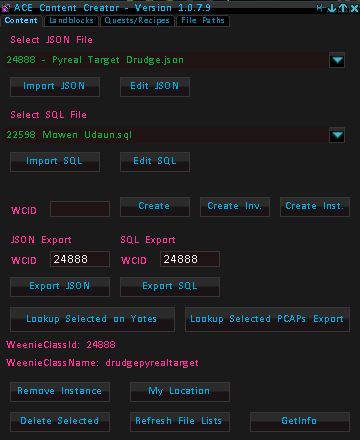 ACE Content Creator - Version 1.0.7.9
Content Landblocks Quests/Recipes File Paths
Select JSON File
24888 - Pyreal Target Drudge.json
Import JSON Edit JSON
Select SQL File
22598 Mowen Udaun.sql
Import SQL Edit SQL
WCID Create Create Inv. Create Inst.
JSON Export SQL Export
WCID 24888 WCID 24888
Export JSON Export SQL
Lookup Selected on Yotes Lookup Selected PCAPs Export
WeenieClassId: 24888
WeenieClassName: drudgepyrealtarget
Remove Instance My Location
Delete Selected Refresh File Lists GetInfo